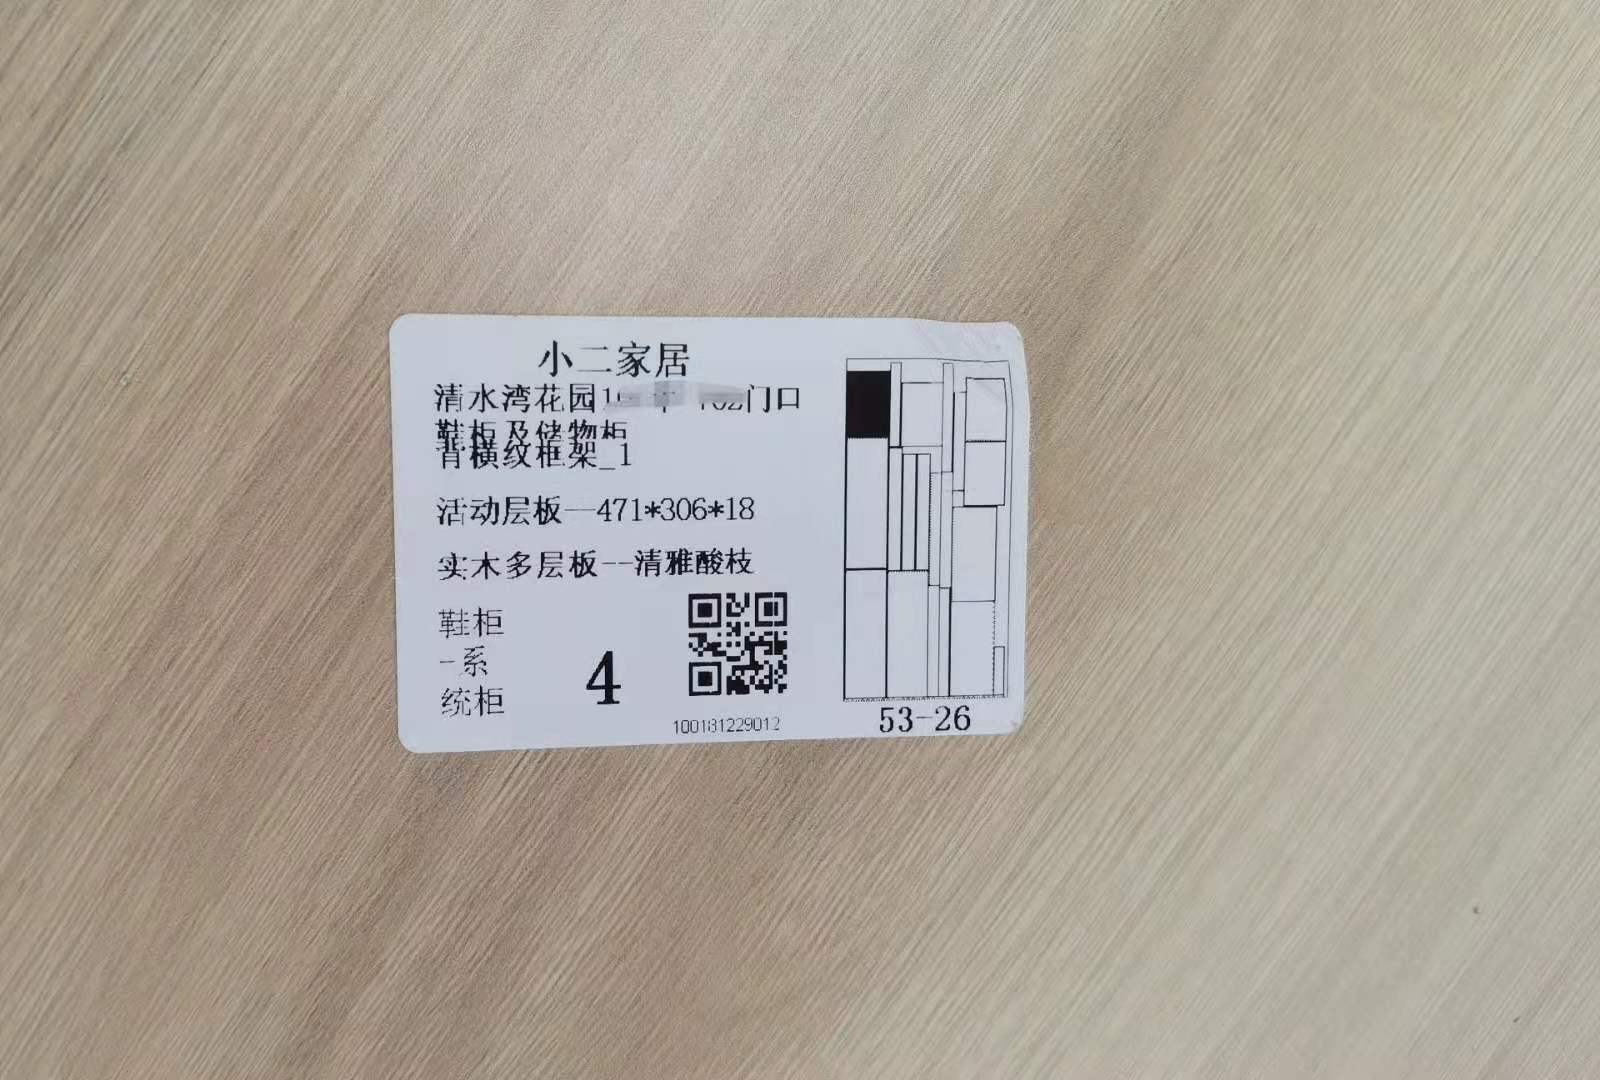 小二家居
清水湾花园1 门口
鞋柜及储物柜
背横纹框架_1
活动层板--471*306*18
实木多层板--清雅酸枝
鞋柜
-系
统柜
4
100181229012
53-26